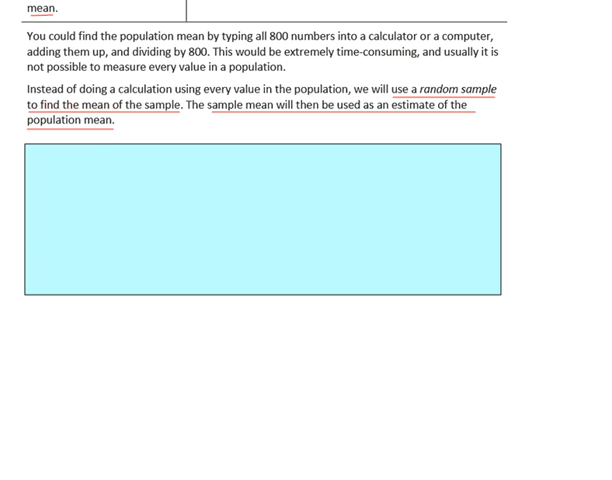 mean.
You could find the population mean by typing all 800 numbers into a calculator or a computer,
adding them up, and dividing by 800. This would be extremely time-consuming, and usually it is
not possible to measure every value in a population.
Instead of doing a calculation using every value in the population, we will use a random sample
to find the mean of the sample. The sample mean will then be used as an estimate of the
population mean.